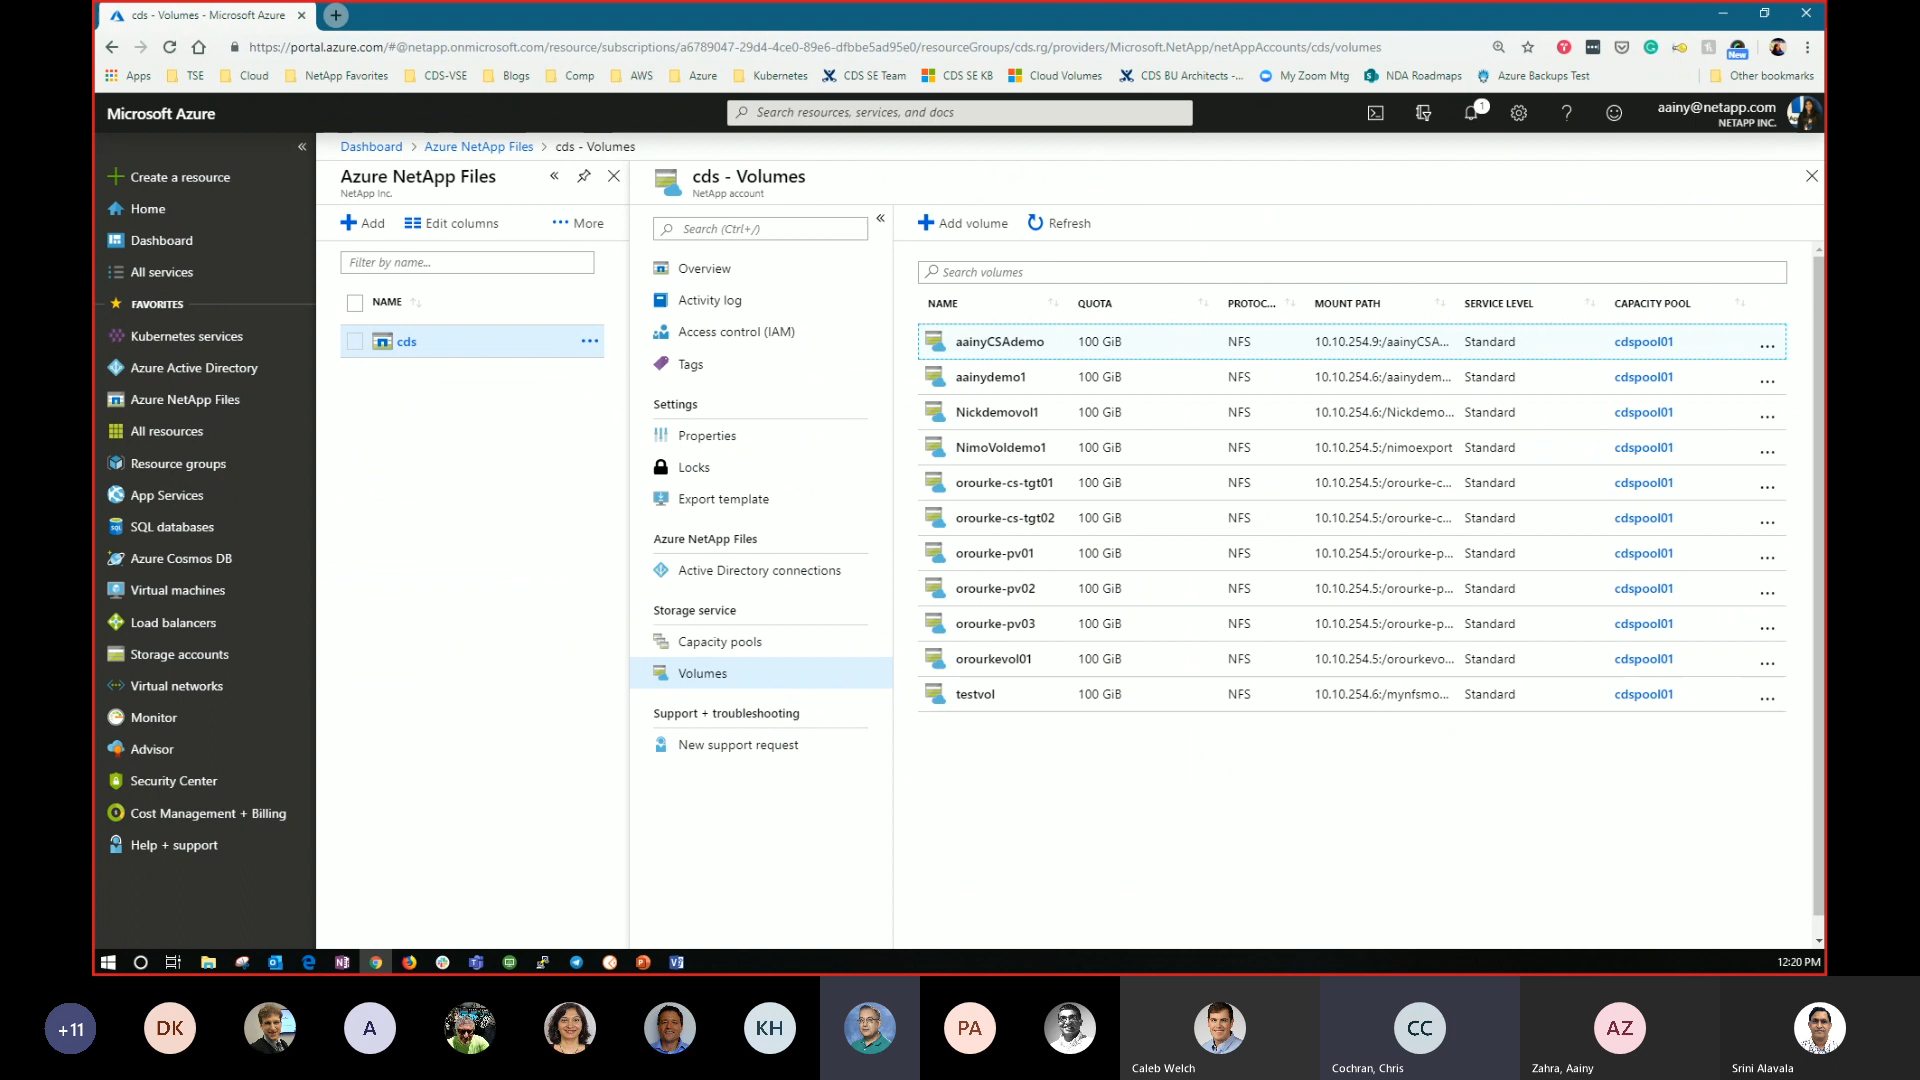 cds - Volumes - Microsoft Azure
https://portal.azure.com/#@netapp.onmicrosoft.com/resource/subscriptions/a6789047-29d4-4ce0-89e6-dfbbe5ad95e0/resourceGroups/cds.rg/providers/Microsoft.NetApp/netAppAccounts/cds/volumes
New
Apps TSE Cloud NetApp Favorites CDS-VSE Blogs Comp AWS Azure Kubernetes CDS SE Team CDS SE KB Cloud Volumes CDS BU Architects -... My Zoom Mtg NDA Roadmaps Azure Backups Test Other bookmarks
Microsoft Azure
Search resources, services, and docs
1
aainy@netapp.com
NETAPP INC.
Create a resource
Home
Dashboard
All services
FAVORITES
Kubernetes services
Azure Active Directory
Azure NetApp Files
All resources
Resource groups
App Services
SQL databases
Azure Cosmos DB
Virtual machines
Load balancers
Storage accounts
Virtual networks
Monitor
Advisor
Security Center
Cost Management + Billing
Help + support
Dashboard > Azure NetApp Files > cds - Volumes
Azure NetApp Files
NetApp Inc.
Add Edit columns ... More
Filter by name...
NAME
cds ...
cds - Volumes
NetApp account
Search (Ctrl+/)
Overview
Activity log
Access control (IAM)
Tags
Settings
Properties
Locks
Export template
Azure NetApp Files
Active Directory connections
Storage service
Capacity pools
Volumes
Support + troubleshooting
New support request
Add volume Refresh
Search volumes
NAME QUOTA PROTOC... MOUNT PATH SERVICE LEVEL CAPACITY POOL
aainyCSAdemo 100 GiB NFS 10.10.254.9:/aainyCSA... Standard cdspool01 ...
aainydemo1 100 GiB NFS 10.10.254.6:/aainydem... Standard cdspool01 ...
Nickdemovol1 100 GiB NFS 10.10.254.6:/Nickdemo... Standard cdspool01 ...
NimoVoldemo1 100 GiB NFS 10.10.254.5:/nimoexport Standard cdspool01 ...
orourke-cs-tgt01 100 GiB NFS 10.10.254.5:/orourke-c... Standard cdspool01 ...
orourke-cs-tgt02 100 GiB NFS 10.10.254.5:/orourke-c... Standard cdspool01 ...
orourke-pv01 100 GiB NFS 10.10.254.5:/orourke-p... Standard cdspool01 ...
orourke-pv02 100 GiB NFS 10.10.254.5:/orourke-p... Standard cdspool01 ...
orourke-pv03 100 GiB NFS 10.10.254.5:/orourke-p... Standard cdspool01 ...
orourkevol01 100 GiB NFS 10.10.254.5:/orourkevo... Standard cdspool01 ...
testvol 100 GiB NFS 10.10.254.6:/mynfsmo... Standard cdspool01 ...
12:20 PM
+11 DK A KH PA CC AZ
Caleb Welch Cochran, Chris Zahra, Aainy Srini Alavala